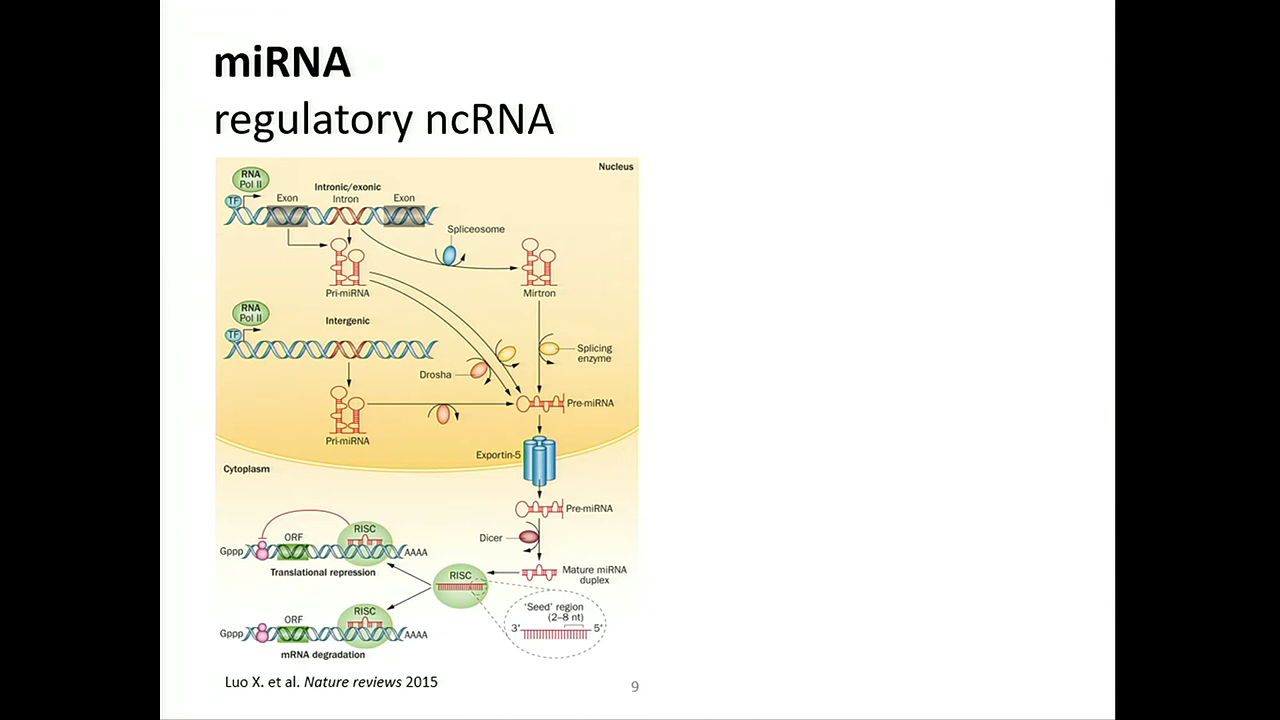 miRNA
regulatory ncRNA
Nucleus
RNA
Pol II
TF
Intronic/exonic
Exon
Intron
Exon
Spliceosome
Pri-miRNA
Mirtron
RNA
Pol II
TF
Intergenic
Splicing
enzyme
Drosha
Pre-miRNA
Pri-miRNA
Exportin-5
Cytoplasm
Pre-miRNA
Dicer
RISC
ORF
Gppp
AAAA
Translational repression
Mature miRNA
duplex
RISC
'Seed' region
(2–8 nt)
3'
5'
RISC
ORF
Gppp
AAAA
mRNA degradation
Luo X. et al. Nature reviews 2015
9